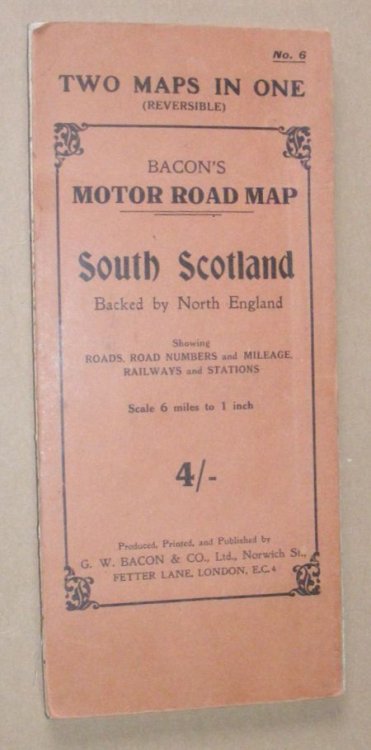 No. 6
TWO MAPS IN ONE
(REVERSIBLE)
BACON'S
MOTOR ROAD MAP
South Scotland
Backed by North England
Showing
ROADS, ROAD NUMBERS and MILEAGE,
RAILWAYS and STATIONS
Scale 6 miles to 1 inch
4/-
Produced, Printed, and Published by
G. W. BACON & CO., Ltd., Norwich St.,
FETTER LANE, LONDON, E.C.4